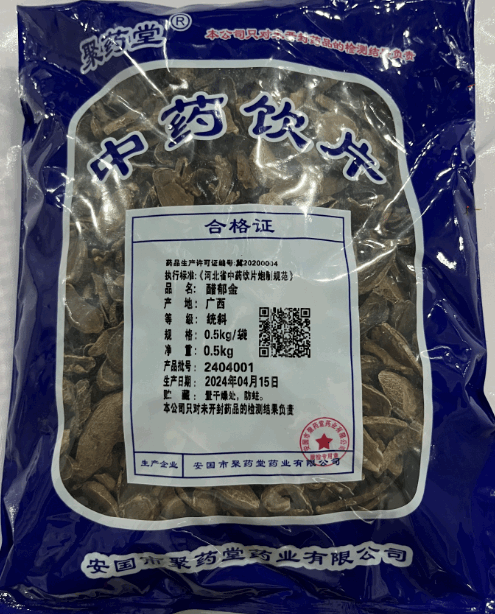 聚药堂®
本公司只对未开封药品的检测结果负责
中药饮片
合格证
药品生产许可证编号:冀20200004
执行标准:《河北省中药饮片炮制规范》
品 名: 醋郁金
产 地: 广西
等 级: 统料
规 格: 0.5kg/袋
净 重: 0.5kg
产品批号: 2404001
生产日期: 2024年04月15日
贮 藏: 置干燥处,防蛀。
本公司只对未开封药品的检测结果负责
生产企业 安国市聚药堂药业有限公司
安国市聚药堂药业有限公司